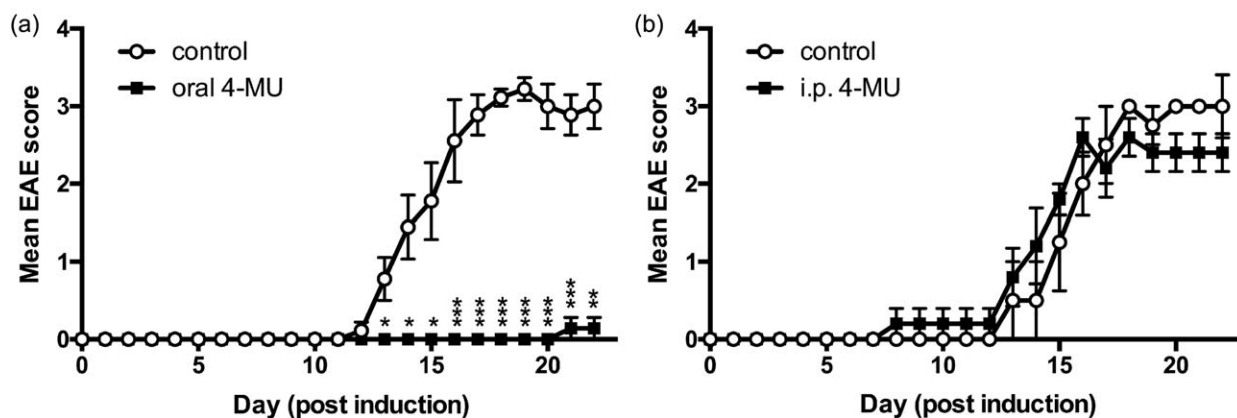 (a)
control
oral 4-MU
Mean EAE score
4
3
2
1
0
* * * *** *** *** *** *** *** **
0 5 10 15 20
Day (post induction)
(b)
control
i.p. 4-MU
Mean EAE score
4
3
2
1
0
0 5 10 15 20
Day (post induction)